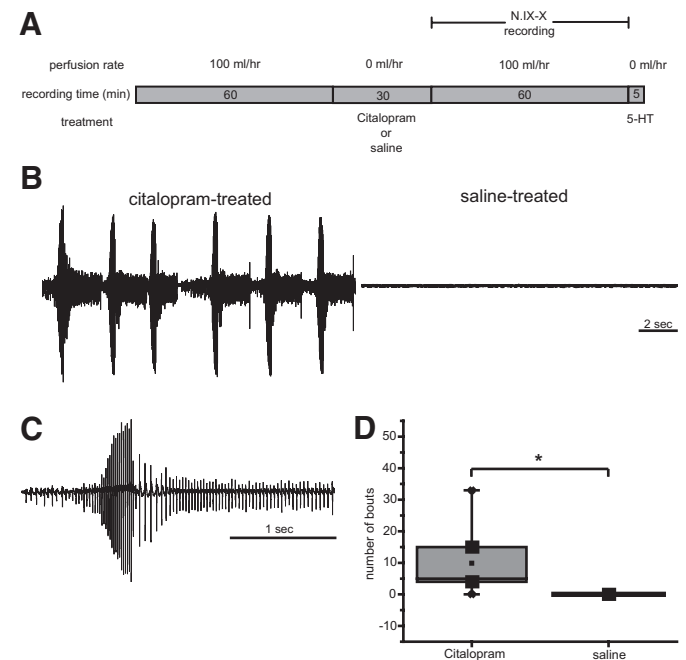 A
N.IX-X
recording
perfusion rate 100 ml/hr 0 ml/hr 100 ml/hr 0 ml/hr
recording time (min) 60 30 60 5
treatment Citalopram 5-HT
or
saline
B
citalopram-treated saline-treated
2 sec
C
1 sec
D
number of bouts
50
40
30
20
10
0
-10
*
Citalopram saline